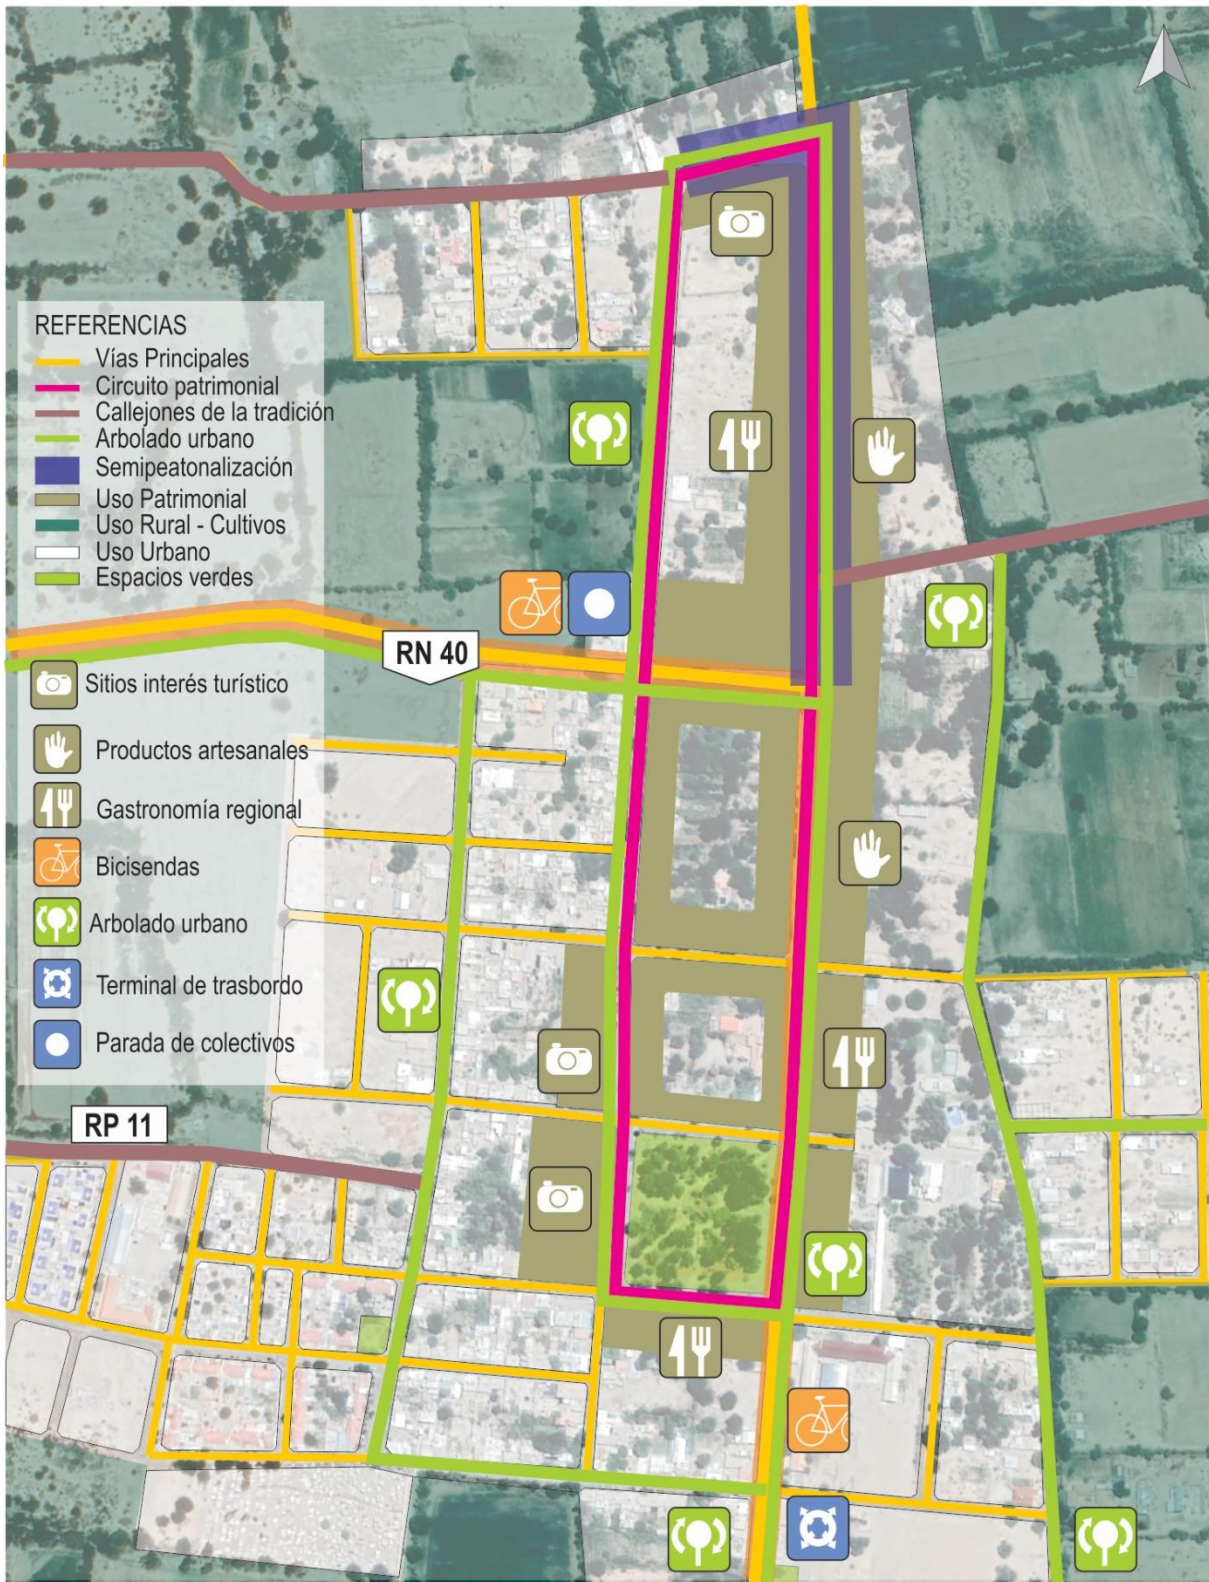 REFERENCIAS
Vías Principales
Circuito patrimonial
Callejones de la tradición
Arbolado urbano
Semipeatonalización
Uso Patrimonial
Uso Rural - Cultivos
Uso Urbano
Espacios verdes
RN 40
Sitios interés turístico
Productos artesanales
Gastronomía regional
Bicisendas
Arbolado urbano
Terminal de trasbordo
Parada de colectivos
RP 11